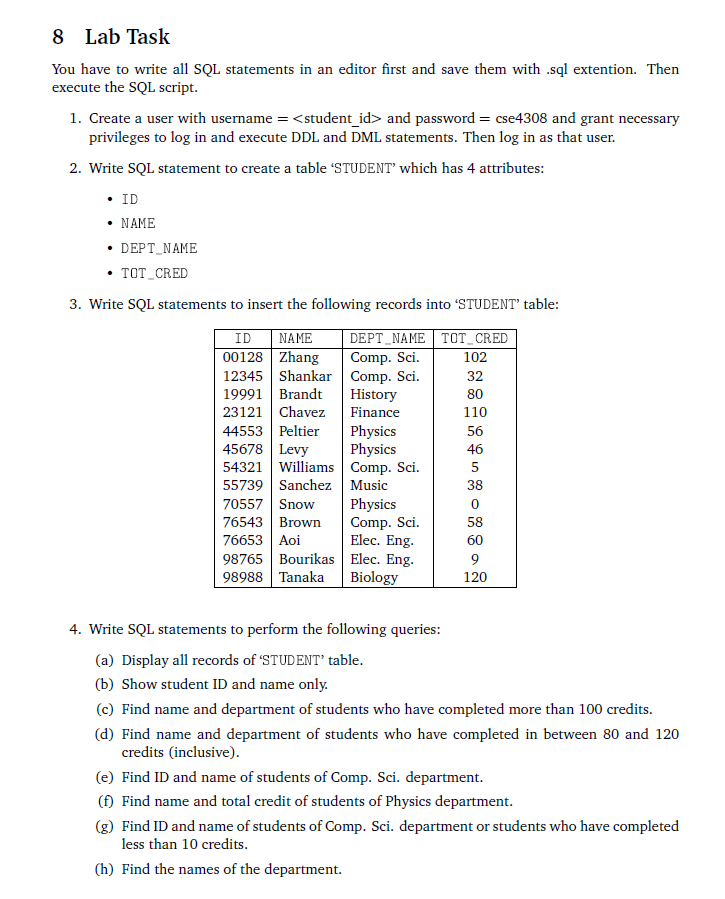 8 Lab Task
You have to write all SQL statements in an editor first and save them with .sql extention. Then
execute the SQL script.
1. Create a user with username = <student_id> and password = cse4308 and grant necessary
privileges to log in and execute DDL and DML statements. Then log in as that user.
2. Write SQL statement to create a table ‘STUDENT’ which has 4 attributes:
• ID
• NAME
• DEPT_NAME
• TOT_CRED
3. Write SQL statements to insert the following records into ‘STUDENT’ table:
ID NAME DEPT_NAME TOT_CRED
00128 Zhang Comp. Sci. 102
12345 Shankar Comp. Sci. 32
19991 Brandt History 80
23121 Chavez Finance 110
44553 Peltier Physics 56
45678 Levy Physics 46
54321 Williams Comp. Sci. 5
55739 Sanchez Music 38
70557 Snow Physics 0
76543 Brown Comp. Sci. 58
76653 Aoi Elec. Eng. 60
98765 Bourikas Elec. Eng. 9
98988 Tanaka Biology 120
4. Write SQL statements to perform the following queries:
(a) Display all records of ‘STUDENT’ table.
(b) Show student ID and name only.
(c) Find name and department of students who have completed more than 100 credits.
(d) Find name and department of students who have completed in between 80 and 120
credits (inclusive).
(e) Find ID and name of students of Comp. Sci. department.
(f) Find name and total credit of students of Physics department.
(g) Find ID and name of students of Comp. Sci. department or students who have completed
less than 10 credits.
(h) Find the names of the department.